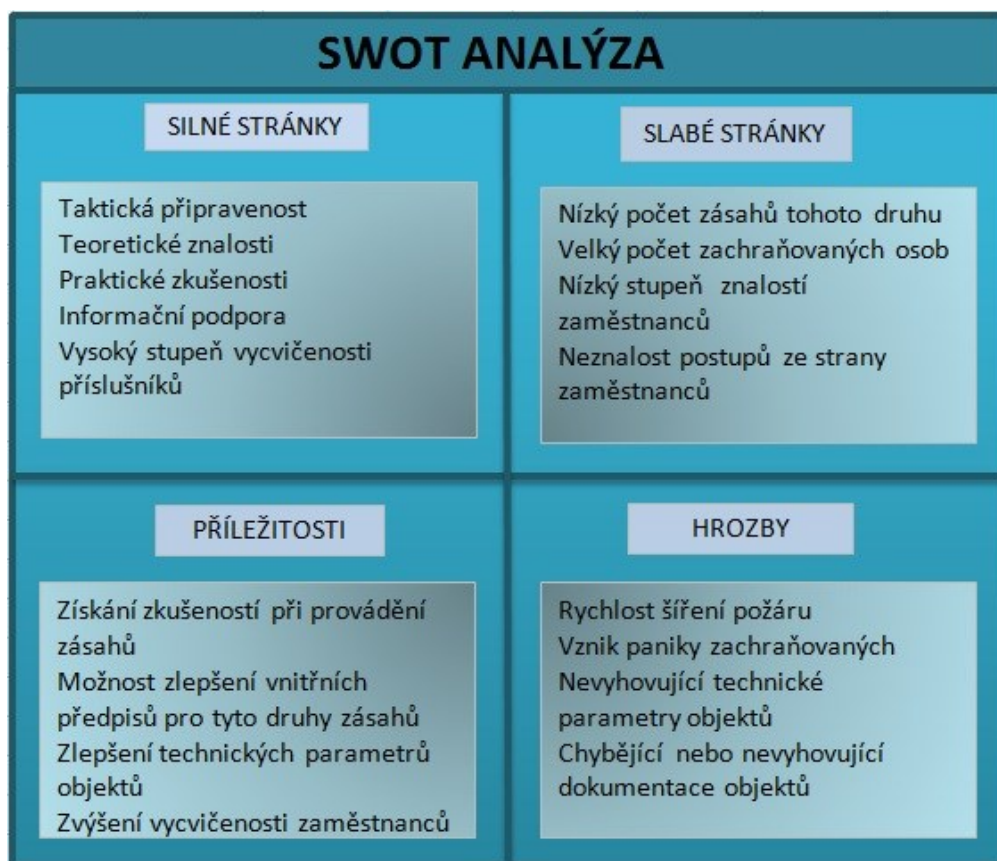 SWOT ANALÝZA
SILNÉ STRÁNKY
Taktická připravenost
Teoretické znalosti
Praktické zkušenosti
Informační podpora
Vysoký stupeň vycvičenosti
příslušníků
SLABÉ STRÁNKY
Nízký počet zásahů tohoto druhu
Velký počet zachraňovaných osob
Nízký stupeň znalostí
zaměstnanců
Neznalost postupů ze strany
zaměstnanců
PŘÍLEŽITOSTI
Získání zkušeností při provádění
zásahů
Možnost zlepšení vnitřních
předpisů pro tyto druhy zásahů
Zlepšení technických parametrů
objektů
Zvýšení vycvičenosti zaměstnanců
HROZBY
Rychlost šíření požáru
Vznik paniky zachraňovaných
Nevyhovující technické
parametry objektů
Chybějící nebo nevyhovující
dokumentace objektů